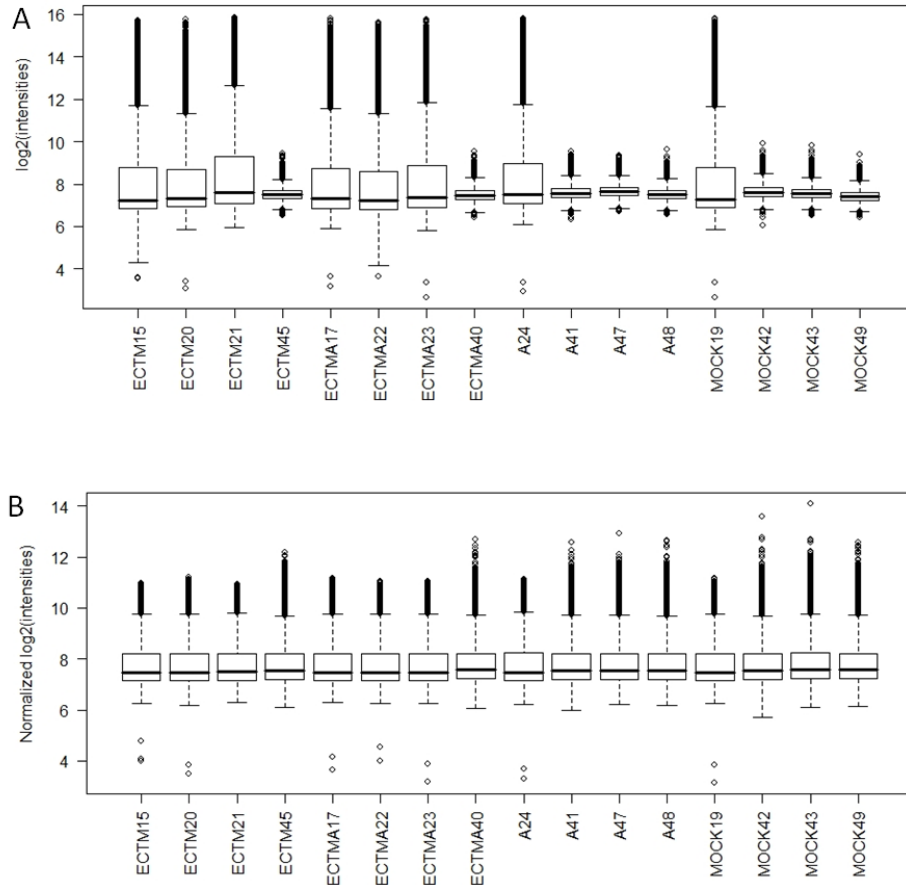 A
log2(intensities)
16
14
12
10
8
6
4
ECTM15
ECTM20
ECTM21
ECTM45
ECTMA17
ECTMA22
ECTMA23
ECTMA40
A24
A41
A47
A48
MOCK19
MOCK42
MOCK43
MOCK49
B
Normalized log2(intensities)
14
12
10
8
6
4
ECTM15
ECTM20
ECTM21
ECTM45
ECTMA17
ECTMA22
ECTMA23
ECTMA40
A24
A41
A47
A48
MOCK19
MOCK42
MOCK43
MOCK49